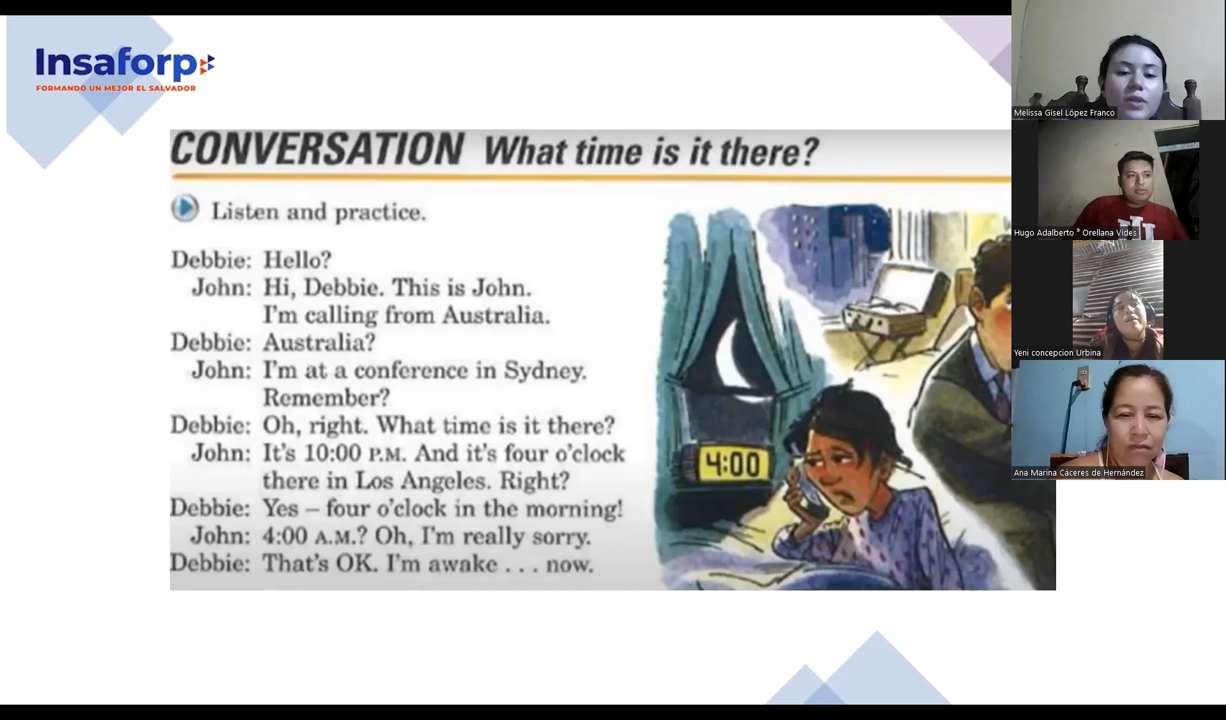 Insaforp
FORMANDO UN MEJOR EL SALVADOR
CONVERSATION What time is it there?
Listen and practice.
Debbie: Hello?
John: Hi, Debbie. This is John.
I'm calling from Australia.
Debbie: Australia?
John: I'm at a conference in Sydney.
Remember?
Debbie: Oh, right. What time is it there?
John: It's 10:00 P.M. And it's four o'clock
there in Los Angeles. Right?
Debbie: Yes – four o'clock in the morning!
John: 4:00 A.M.? Oh, I'm really sorry.
Debbie: That's OK. I'm awake . . . now.
4:00
Melissa Gisel López Franco
Hugo Adalberto ° Orellana Vides
Yeni concepcion Urbina
Ana Marina Cáceres de Hernández